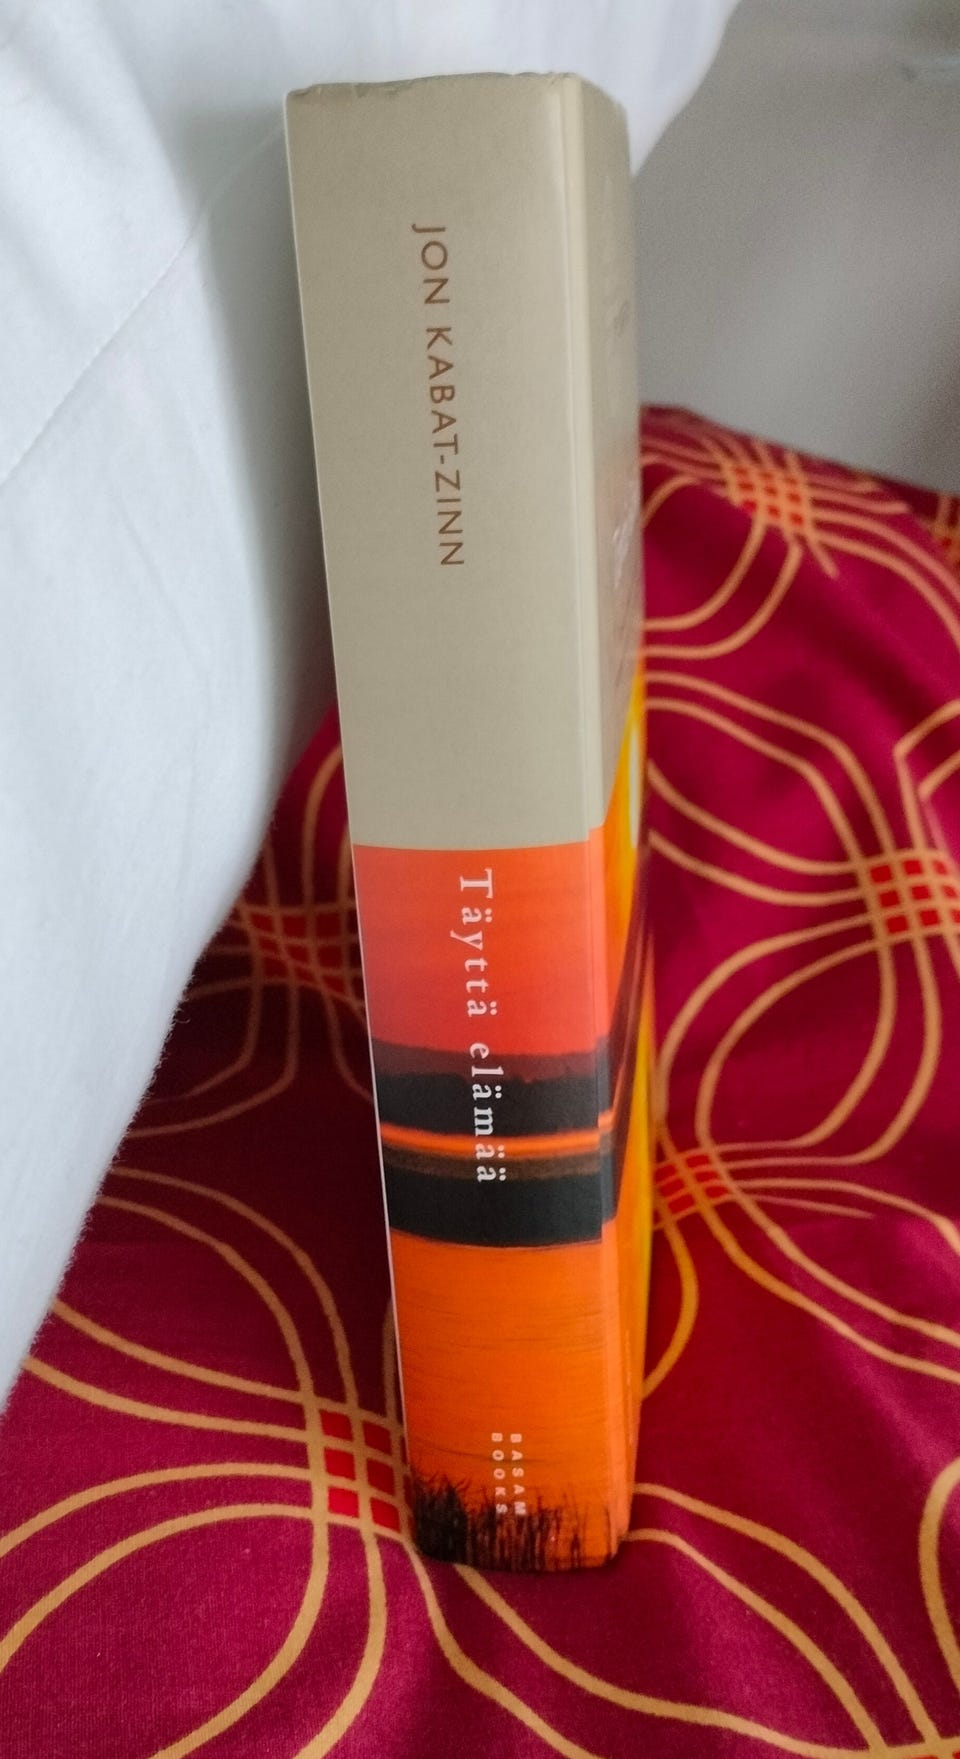 JON KABAT-ZINN
Täyttä elämää
BASAM
BOOKS